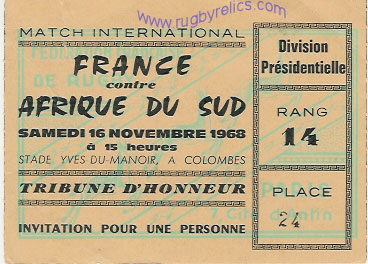 www.rugbyrelics.com
MATCH INTERNATIONAL
FRANCE
contre
AFRIQUE DU SUD
SAMEDI 16 NOVEMBRE 1968
à 15 heures
STADE YVES-DU-MANOIR, A COLOMBES
TRIBUNE D'HONNEUR
INVITATION POUR UNE PERSONNE
Division
Présidentielle
RANG
14
PLACE
24